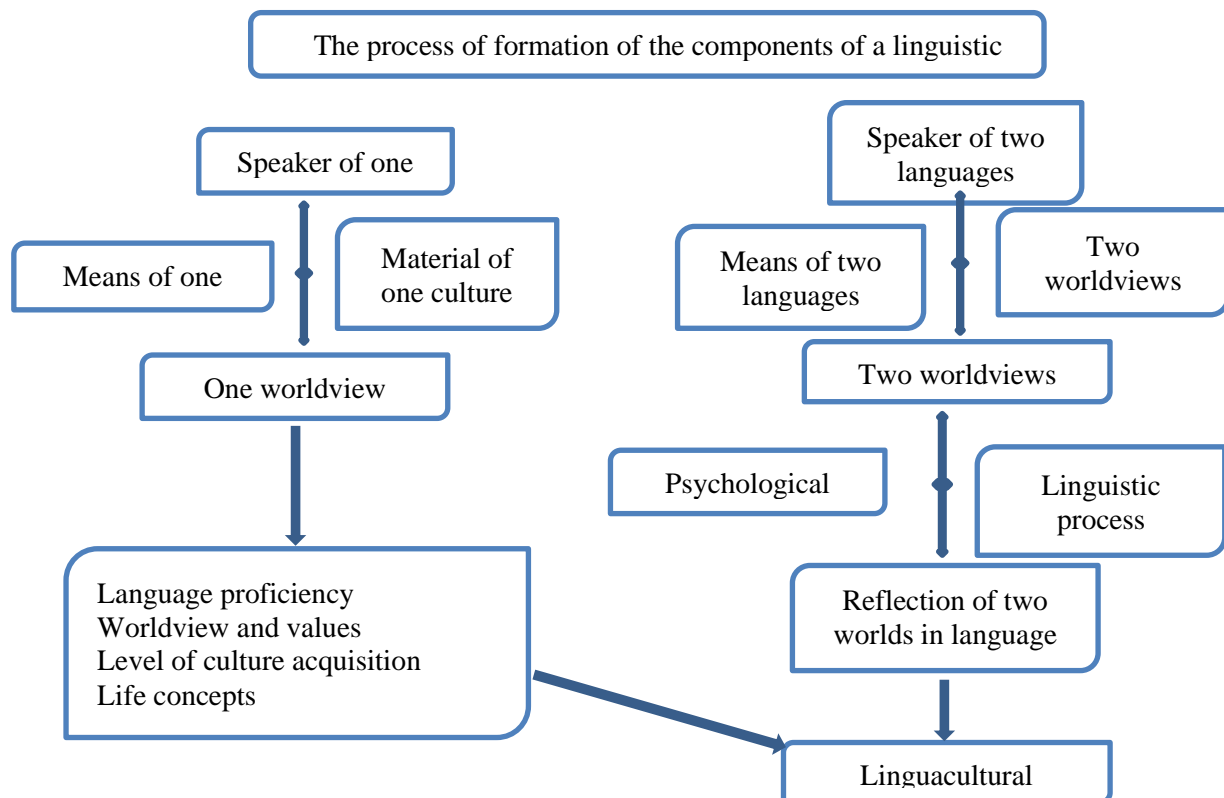 The process of formation of the components of a linguistic
Speaker of one
Speaker of two
languages
Means of one
Material of
one culture
Means of two
languages
Two
worldviews
One worldview
Two worldviews
Psychological
Linguistic
process
Language proficiency
Worldview and values
Level of culture acquisition
Life concepts
Reflection of two
worlds in language
Linguacultural